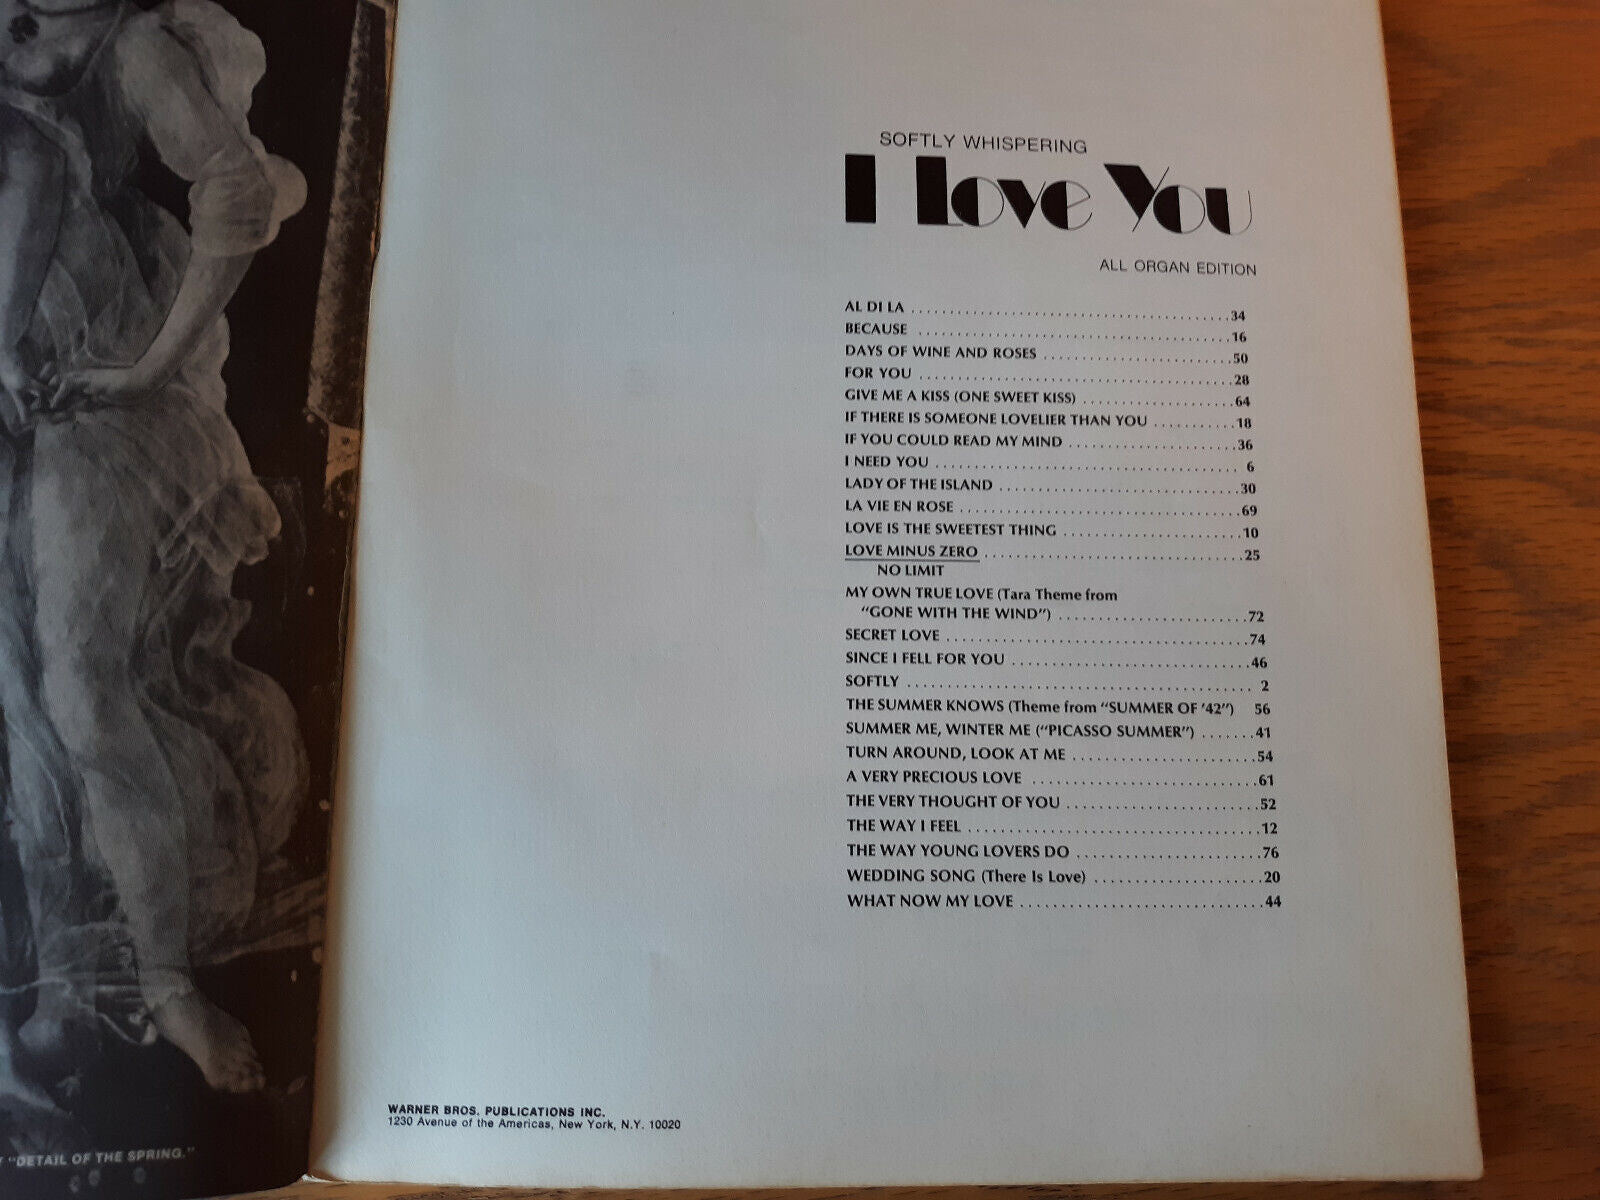 SOFTLY WHISPERING
I Love You
ALL ORGAN EDITION
AL DI LA ........................................ 34
BECAUSE ........................................ 16
DAYS OF WINE AND ROSES ........................ 50
FOR YOU ........................................ 28
GIVE ME A KISS (ONE SWEET KISS) .................... 64
IF THERE IS SOMEONE LOVELIER THAN YOU ........... 18
IF YOU COULD READ MY MIND ...................... 36
I NEED YOU ...................................... 6
LADY OF THE ISLAND .............................. 30
LA VIE EN ROSE .................................. 69
LOVE IS THE SWEETEST THING ...................... 10
LOVE MINUS ZERO ................................ 25
NO LIMIT
MY OWN TRUE LOVE (Tara Theme from
"GONE WITH THE WIND") ........................ 72
SECRET LOVE .................................... 74
SINCE I FELL FOR YOU ............................ 46
SOFTLY .......................................... 2
THE SUMMER KNOWS (Theme from "SUMMER OF '42") 56
SUMMER ME, WINTER ME ("PICASSO SUMMER") ....... 41
TURN AROUND, LOOK AT ME ....................... 54
A VERY PRECIOUS LOVE ............................ 61
THE VERY THOUGHT OF YOU ........................ 52
THE WAY I FEEL .................................. 12
THE WAY YOUNG LOVERS DO ....................... 76
WEDDING SONG (There Is Love) ...................... 20
WHAT NOW MY LOVE .............................. 44
WARNER BROS. PUBLICATIONS INC.
1230 Avenue of the Americas, New York, N.Y. 10020
"DETAIL OF THE SPRING."